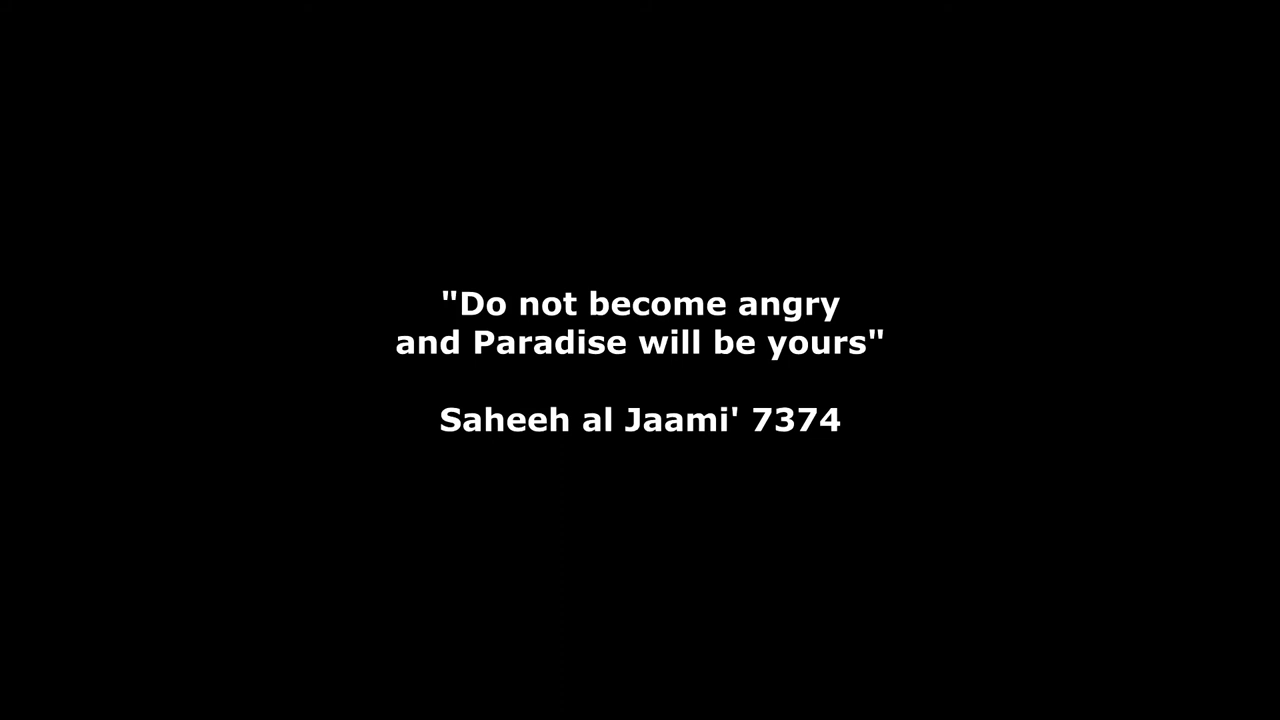 "Do not become angry
and Paradise will be yours"
Saheeh al Jaami' 7374